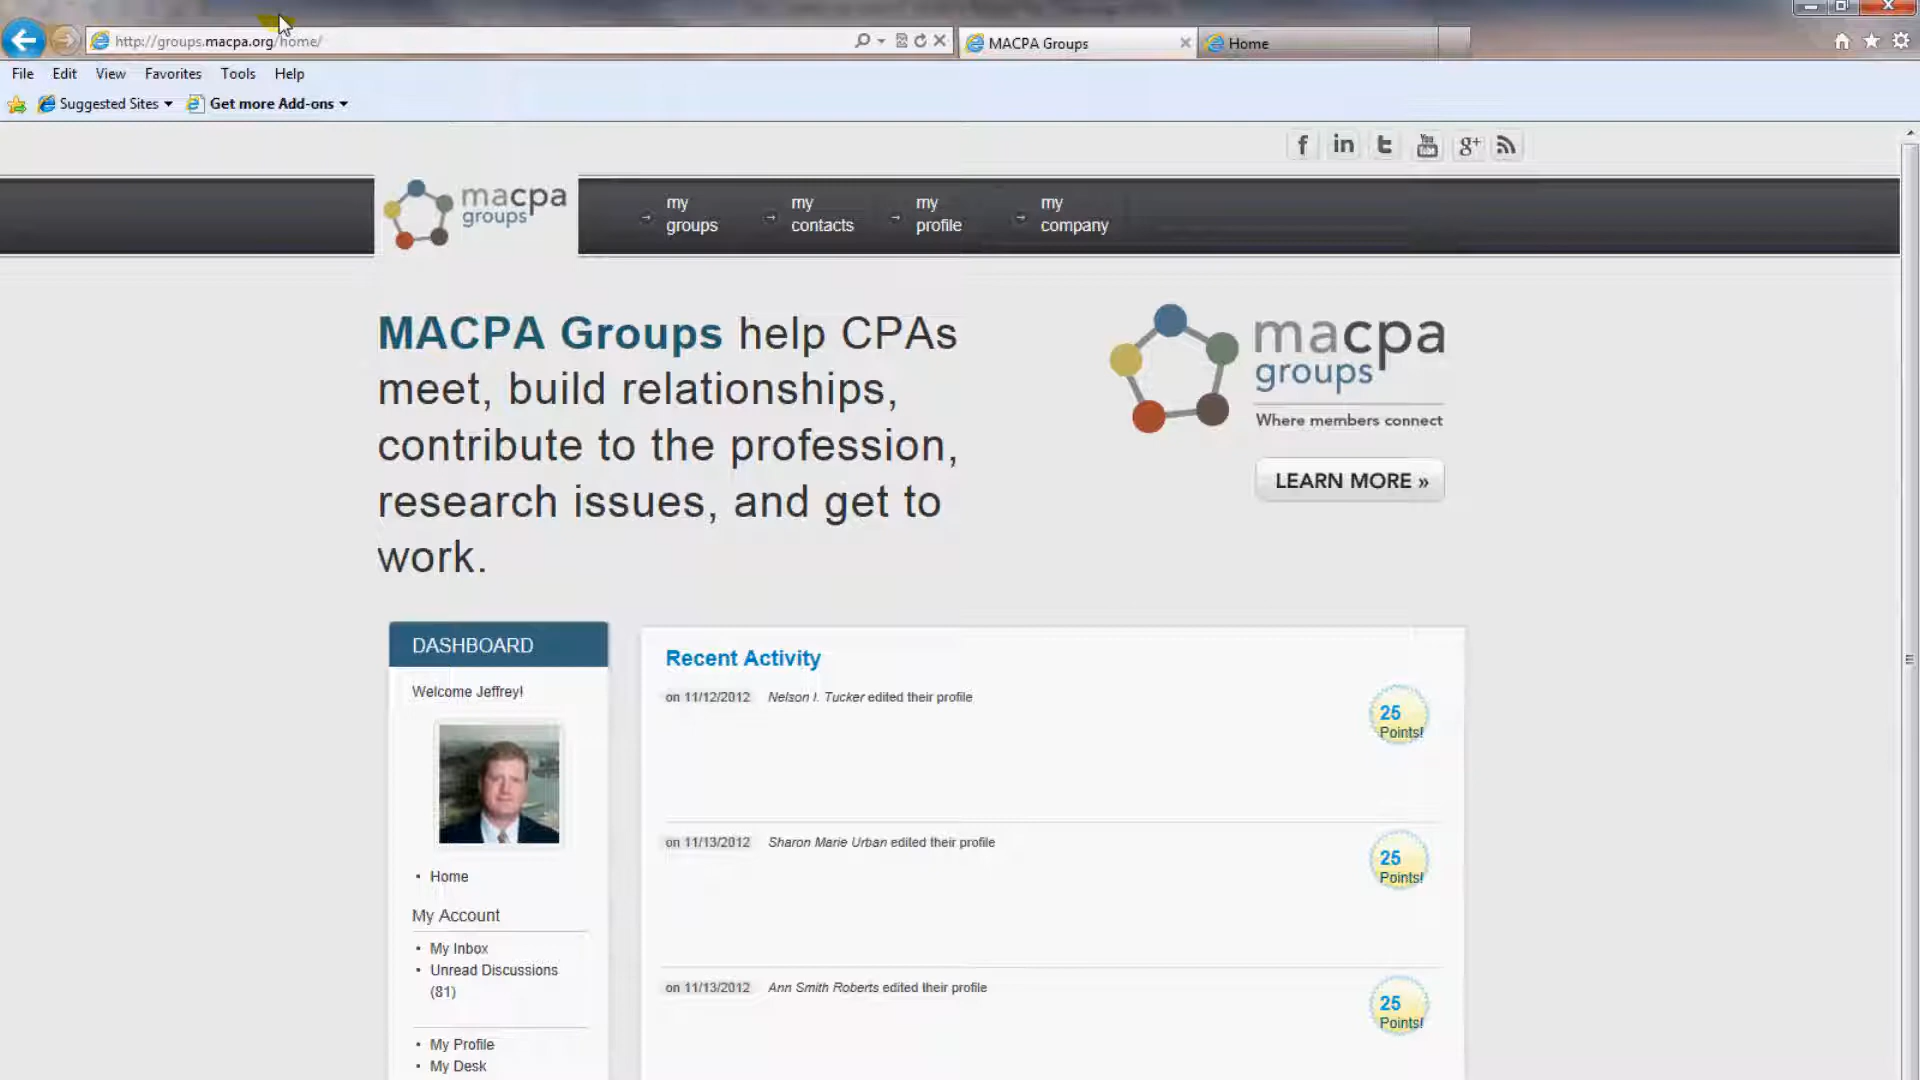 http://groups.macpa.org/home/
MACPA Groups
Home
File Edit View Favorites Tools Help
Suggested Sites Get more Add-ons
f in t You Tube g+
macpa
groups
my groups
my contacts
my profile
my company
MACPA Groups help CPAs
meet, build relationships,
contribute to the profession,
research issues, and get to
work.
macpa
groups
Where members connect
LEARN MORE »
DASHBOARD
Welcome Jeffrey!
Home
My Account
My Inbox
Unread Discussions
(81)
My Profile
My Desk
Recent Activity
on 11/12/2012 Nelson I. Tucker edited their profile
25
Points!
on 11/13/2012 Sharon Marie Urban edited their profile
25
Points!
on 11/13/2012 Ann Smith Roberts edited their profile
25
Points!